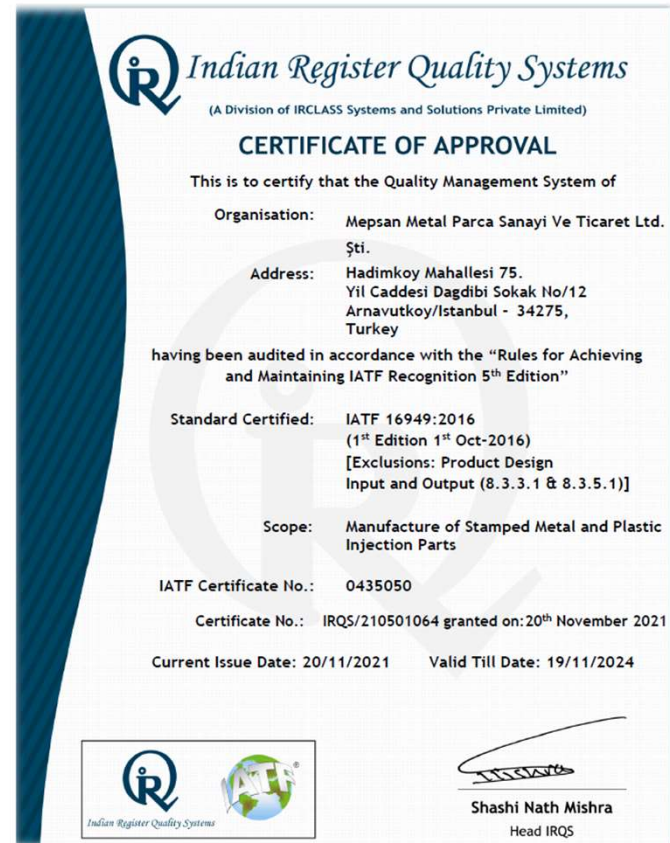 Indian Register Quality Systems
(A Division of IRCLASS Systems and Solutions Private Limited)
CERTIFICATE OF APPROVAL
This is to certify that the Quality Management System of
Organisation: Mepsan Metal Parca Sanayi Ve Ticaret Ltd.
Şti.
Address: Hadimkoy Mahallesi 75.
Yil Caddesi Dagdibi Sokak No/12
Arnavutkoy/Istanbul - 34275,
Turkey
having been audited in accordance with the “Rules for Achieving
and Maintaining IATF Recognition 5th Edition”
Standard Certified: IATF 16949:2016
(1st Edition 1st Oct-2016)
[Exclusions: Product Design
Input and Output (8.3.3.1 & 8.3.5.1)]
Scope: Manufacture of Stamped Metal and Plastic
Injection Parts
IATF Certificate No.: 0435050
Certificate No.: IRQS/210501064 granted on:20th November 2021
Current Issue Date: 20/11/2021 Valid Till Date: 19/11/2024
Indian Register Quality Systems
IATF®
Shashi Nath Mishra
Head IRQS